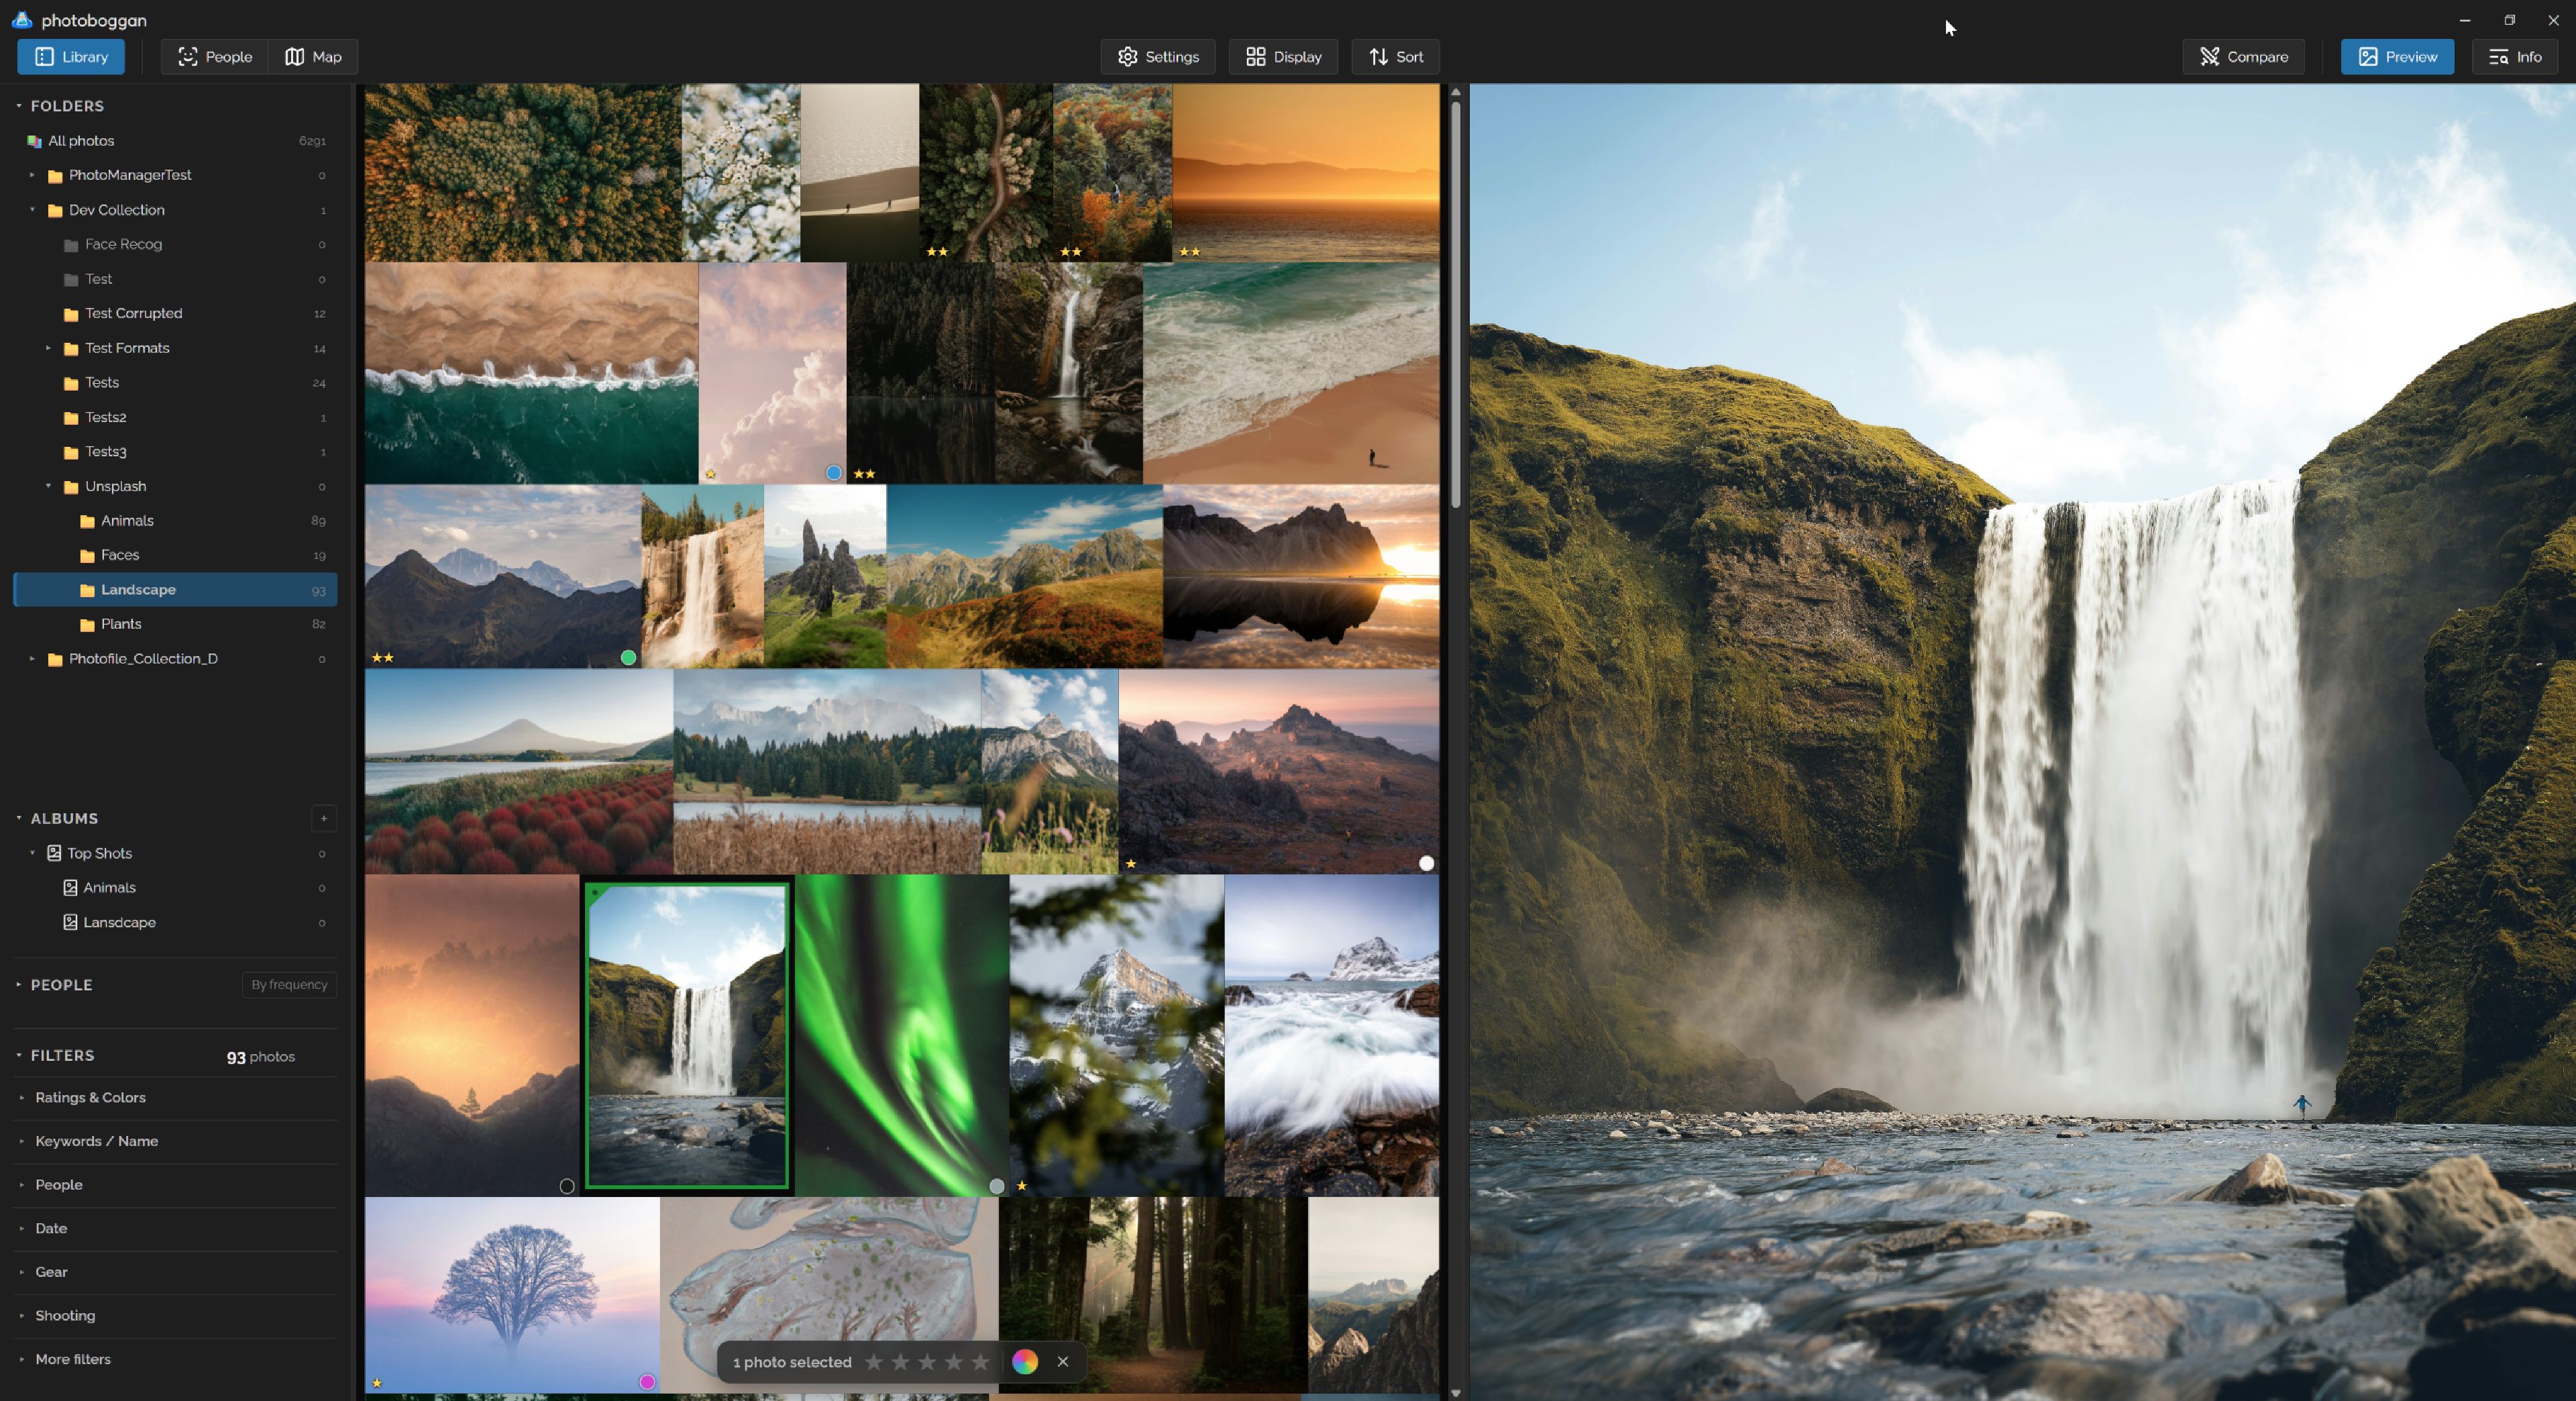 photoboggan
Library
People
Map
Settings
Display
Sort
Compare
Preview
Info
FOLDERS
All photos 6291
PhotoManagerTest 0
Dev Collection 1
Face Recog 0
Test 0
Test Corrupted 12
Test Formats 14
Tests 24
Tests2 1
Tests3 1
Unsplash 0
Animals 89
Faces 19
Landscape 93
Plants 82
Photofile_Collection_D 0
ALBUMS +
Top Shots 0
Animals 0
Lansdcape 0
PEOPLE By frequency
FILTERS 93 photos
Ratings & Colors
Keywords / Name
People
Date
Gear
Shooting
More filters
1 photo selected